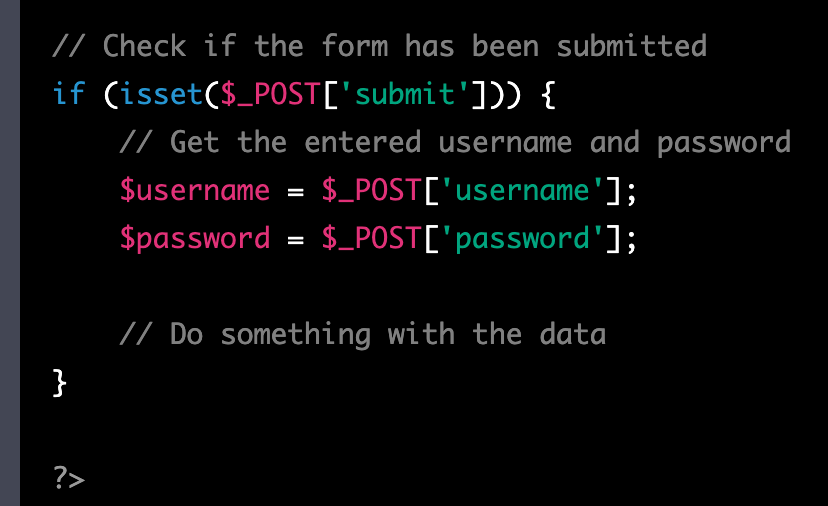 // Check if the form has been submitted
if (isset($_POST['submit'])) {
    // Get the entered username and password
    $username = $_POST['username'];
    $password = $_POST['password'];

    // Do something with the data
}

?>